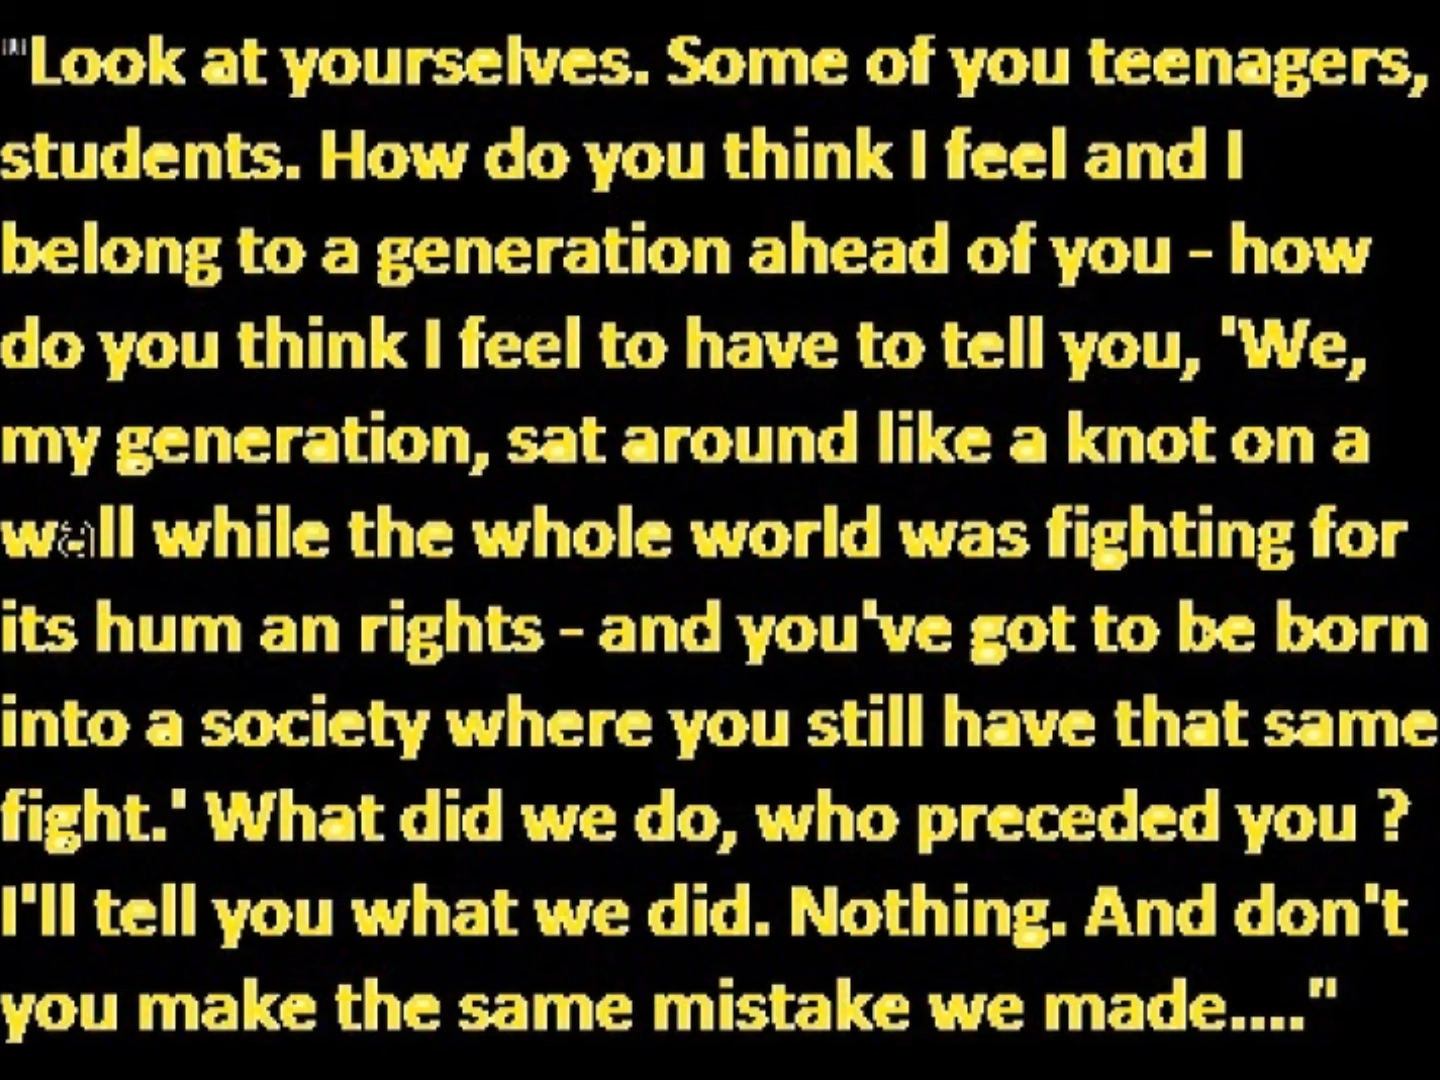 "Look at yourselves. Some of you teenagers,
students. How do you think I feel and I
belong to a generation ahead of you - how
do you think I feel to have to tell you, 'We,
my generation, sat around like a knot on a
wall while the whole world was fighting for
its hum an rights - and you've got to be born
into a society where you still have that same
fight.' What did we do, who preceded you ?
I'll tell you what we did. Nothing. And don't
you make the same mistake we made...."